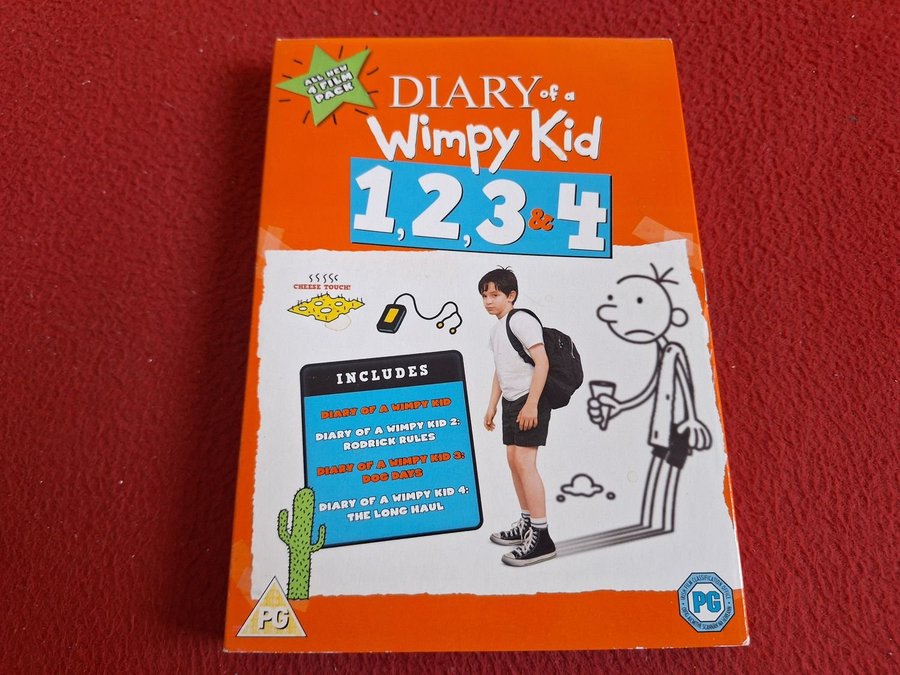 ALL NEW
4 FILM
PACK
DIARY of a
Wimpy Kid
1, 2, 3 & 4
CHEESE TOUCH!
INCLUDES
DIARY OF A WIMPY KID
DIARY OF A WIMPY KID 2:
RODRICK RULES
DIARY OF A WIMPY KID 3:
DOG DAYS
DIARY OF A WIMPY KID 4:
THE LONG HAUL
PG
PG